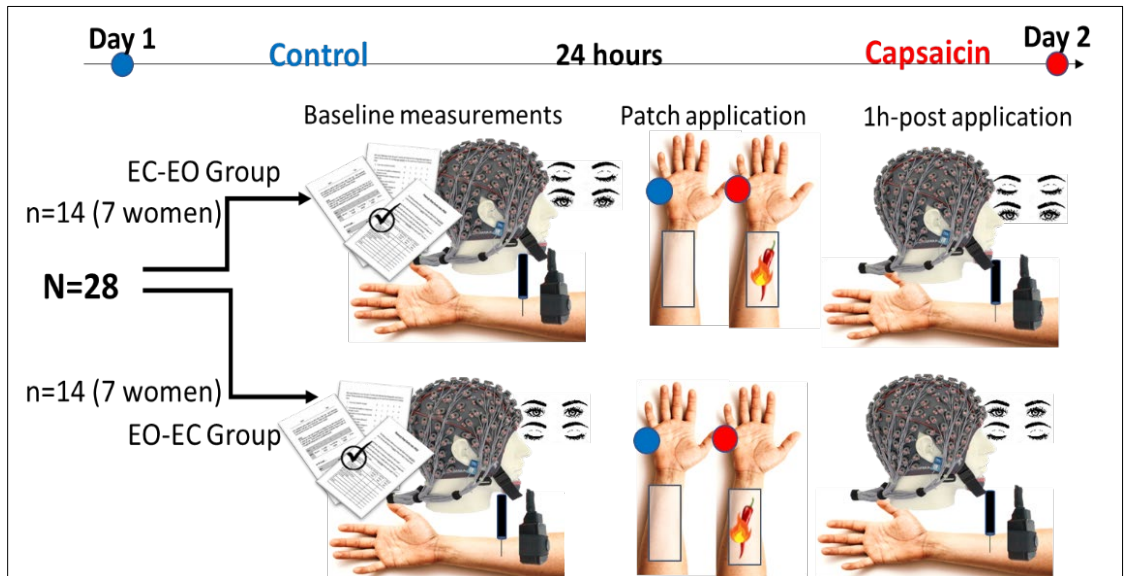 Day 1
Control
24 hours
Capsaicin
Day 2
Baseline measurements
Patch application
1h-post application
EC-EO Group
n=14 (7 women)
N=28
n=14 (7 women)
EO-EC Group